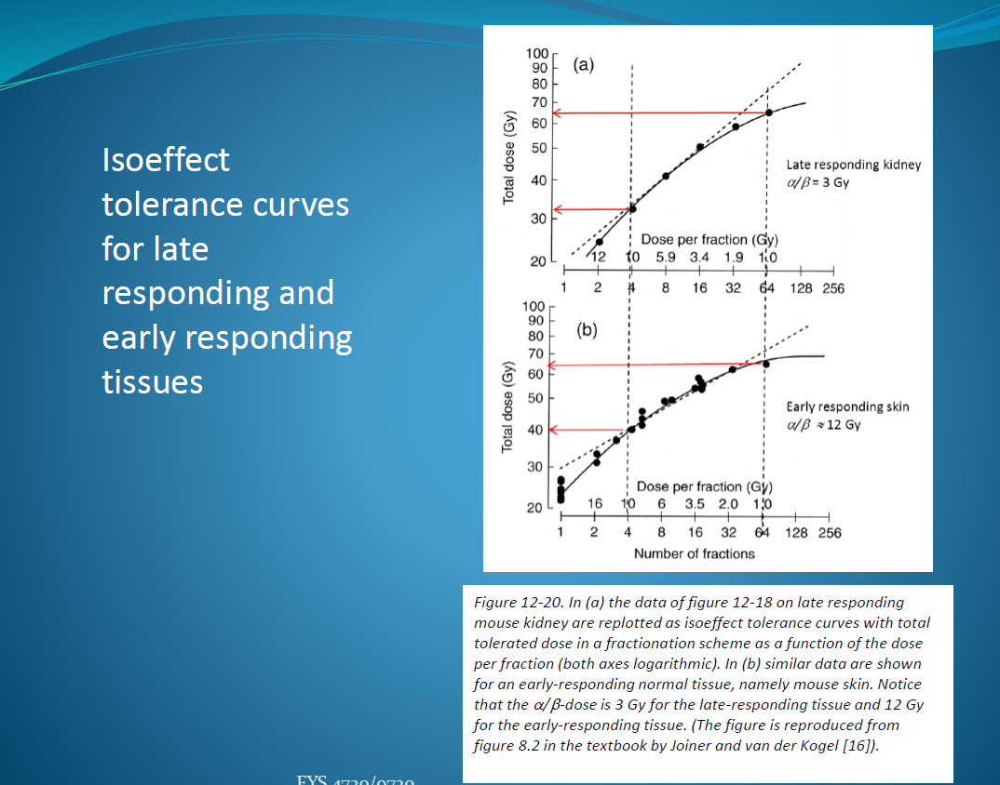 Isoeffect
tolerance curves
for late
responding and
early responding
tissues
(a)
100
90
80
70
60
50
40
30
20
Total dose (Gy)
Late responding kidney
α/β = 3 Gy
Dose per fraction (Gy)
12 10 5.9 3.4 1.9 1.0
1 2 4 8 16 32 64 128 256
(b)
100
90
80
70
60
50
40
30
20
Total dose (Gy)
Early responding skin
α/β ≈ 12 Gy
Dose per fraction (Gy)
16 10 6 3.5 2.0 1.0
1 2 4 8 16 32 64 128 256
Number of fractions
Figure 12-20. In (a) the data of figure 12-18 on late responding
mouse kidney are replotted as isoeffect tolerance curves with total
tolerated dose in a fractionation scheme as a function of the dose
per fraction (both axes logarithmic). In (b) similar data are shown
for an early-responding normal tissue, namely mouse skin. Notice
that the α/β-dose is 3 Gy for the late-responding tissue and 12 Gy
for the early-responding tissue. (The figure is reproduced from
figure 8.2 in the textbook by Joiner and van der Kogel [16]).
FYS